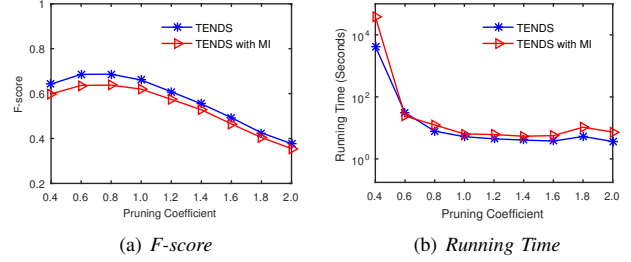 1
0.8
0.6
0.4
0.2
F-score
TENDS
TENDS with MI
0.4 0.6 0.8 1.0 1.2 1.4 1.6 1.8 2.0
Pruning Coefficient
(a) F-score
10^4
10^2
10^0
Running Time (Seconds)
TENDS
TENDS with MI
0.4 0.6 0.8 1.0 1.2 1.4 1.6 1.8 2.0
Pruning Coefficient
(b) Running Time